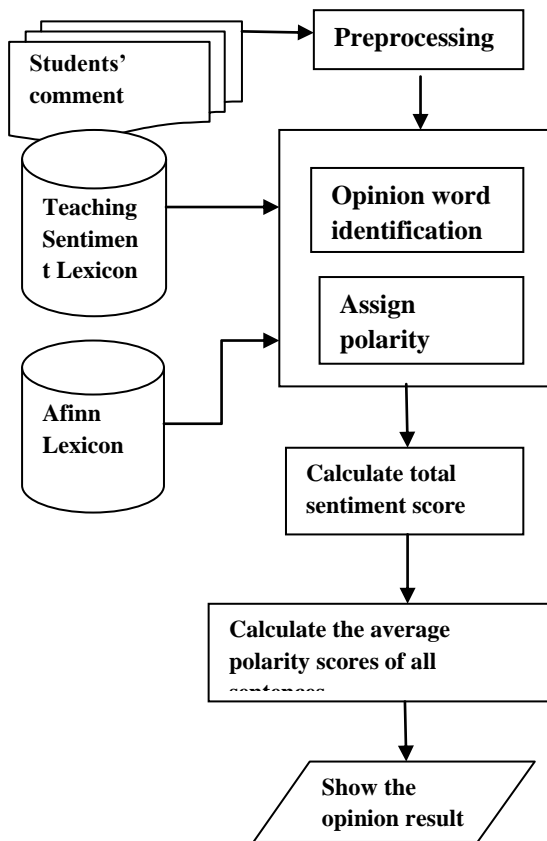 Students’
comment
Preprocessing
Teaching
Sentimen
t Lexicon
Opinion word
identification
Assign
polarity
Afinn
Lexicon
Calculate total
sentiment score
Calculate the average
polarity scores of all
sentences
Show the
opinion result